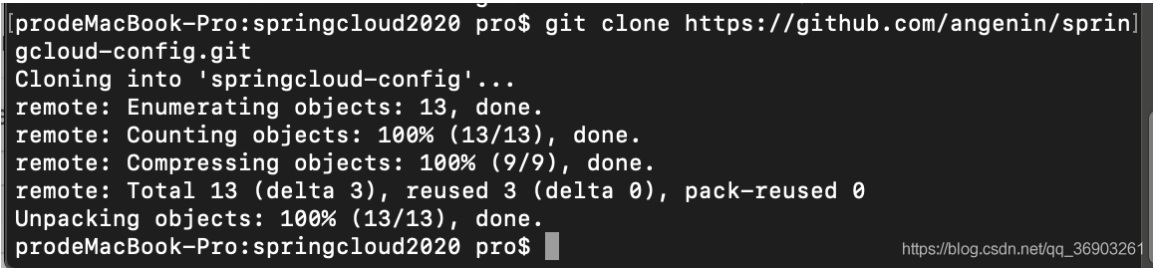 [prodeMacBook-Pro:springcloud2020 pro$ git clone https://github.com/angenin/sprin]
gcloud-config.git
Cloning into 'springcloud-config'...
remote: Enumerating objects: 13, done.
remote: Counting objects: 100% (13/13), done.
remote: Compressing objects: 100% (9/9), done.
remote: Total 13 (delta 3), reused 3 (delta 0), pack-reused 0
Unpacking objects: 100% (13/13), done.
prodeMacBook-Pro:springcloud2020 pro$
https://blog.csdn.net/qq_36903261